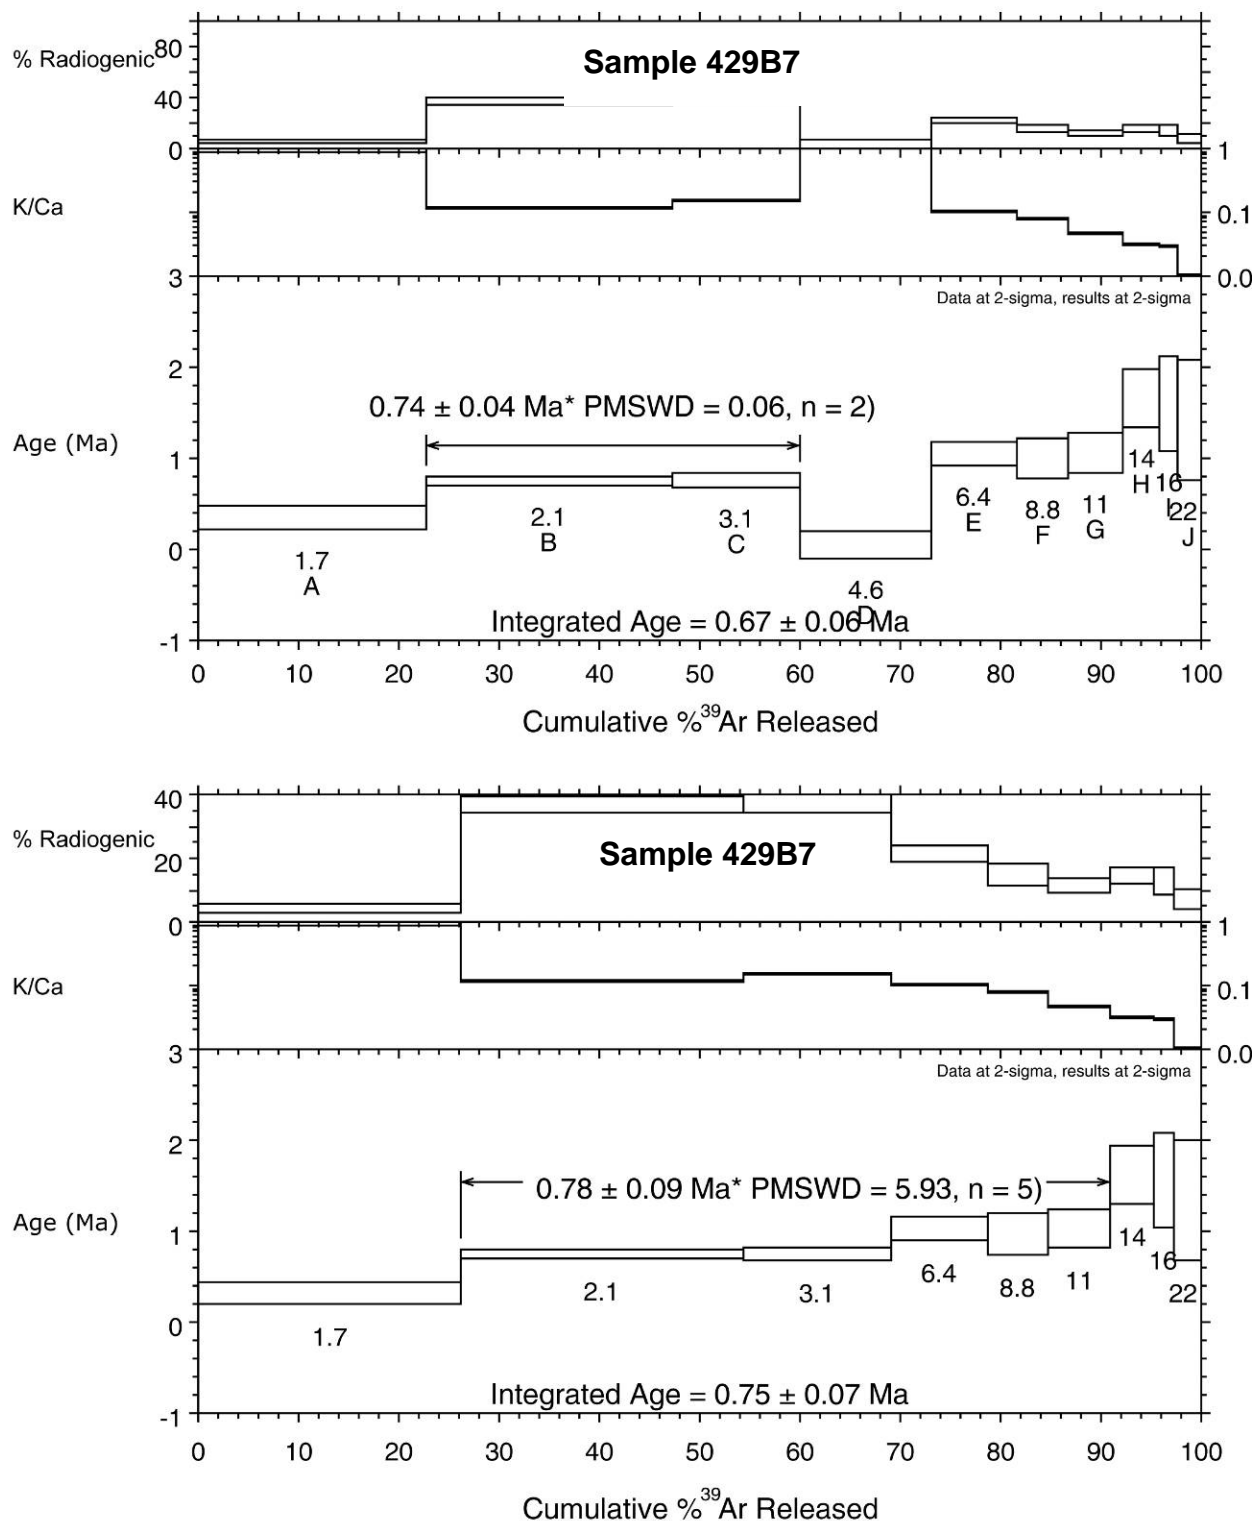 Sample 429B7
% Radiogenic
80
40
0
1
K/Ca
0.1
0.0
3
Data at 2-sigma, results at 2-sigma
2
0.74 ± 0.04 Ma* PMSWD = 0.06, n = 2)
Age (Ma)
1
14
H
16
I
6.4
E
8.8
F
11
G
22
J
2.1
B
3.1
C
0
1.7
A
4.6
D
Integrated Age = 0.67 ± 0.06 Ma
-1
0 10 20 30 40 50 60 70 80 90 100
Cumulative %³⁹Ar Released
40
% Radiogenic
20
Sample 429B7
0
1
K/Ca
0.1
0.0
3
Data at 2-sigma, results at 2-sigma
2
0.78 ± 0.09 Ma* PMSWD = 5.93, n = 5)
Age (Ma)
1
14
16
6.4
8.8
11
2.1
3.1
22
0
1.7
Integrated Age = 0.75 ± 0.07 Ma
-1
0 10 20 30 40 50 60 70 80 90 100
Cumulative %³⁹Ar Released